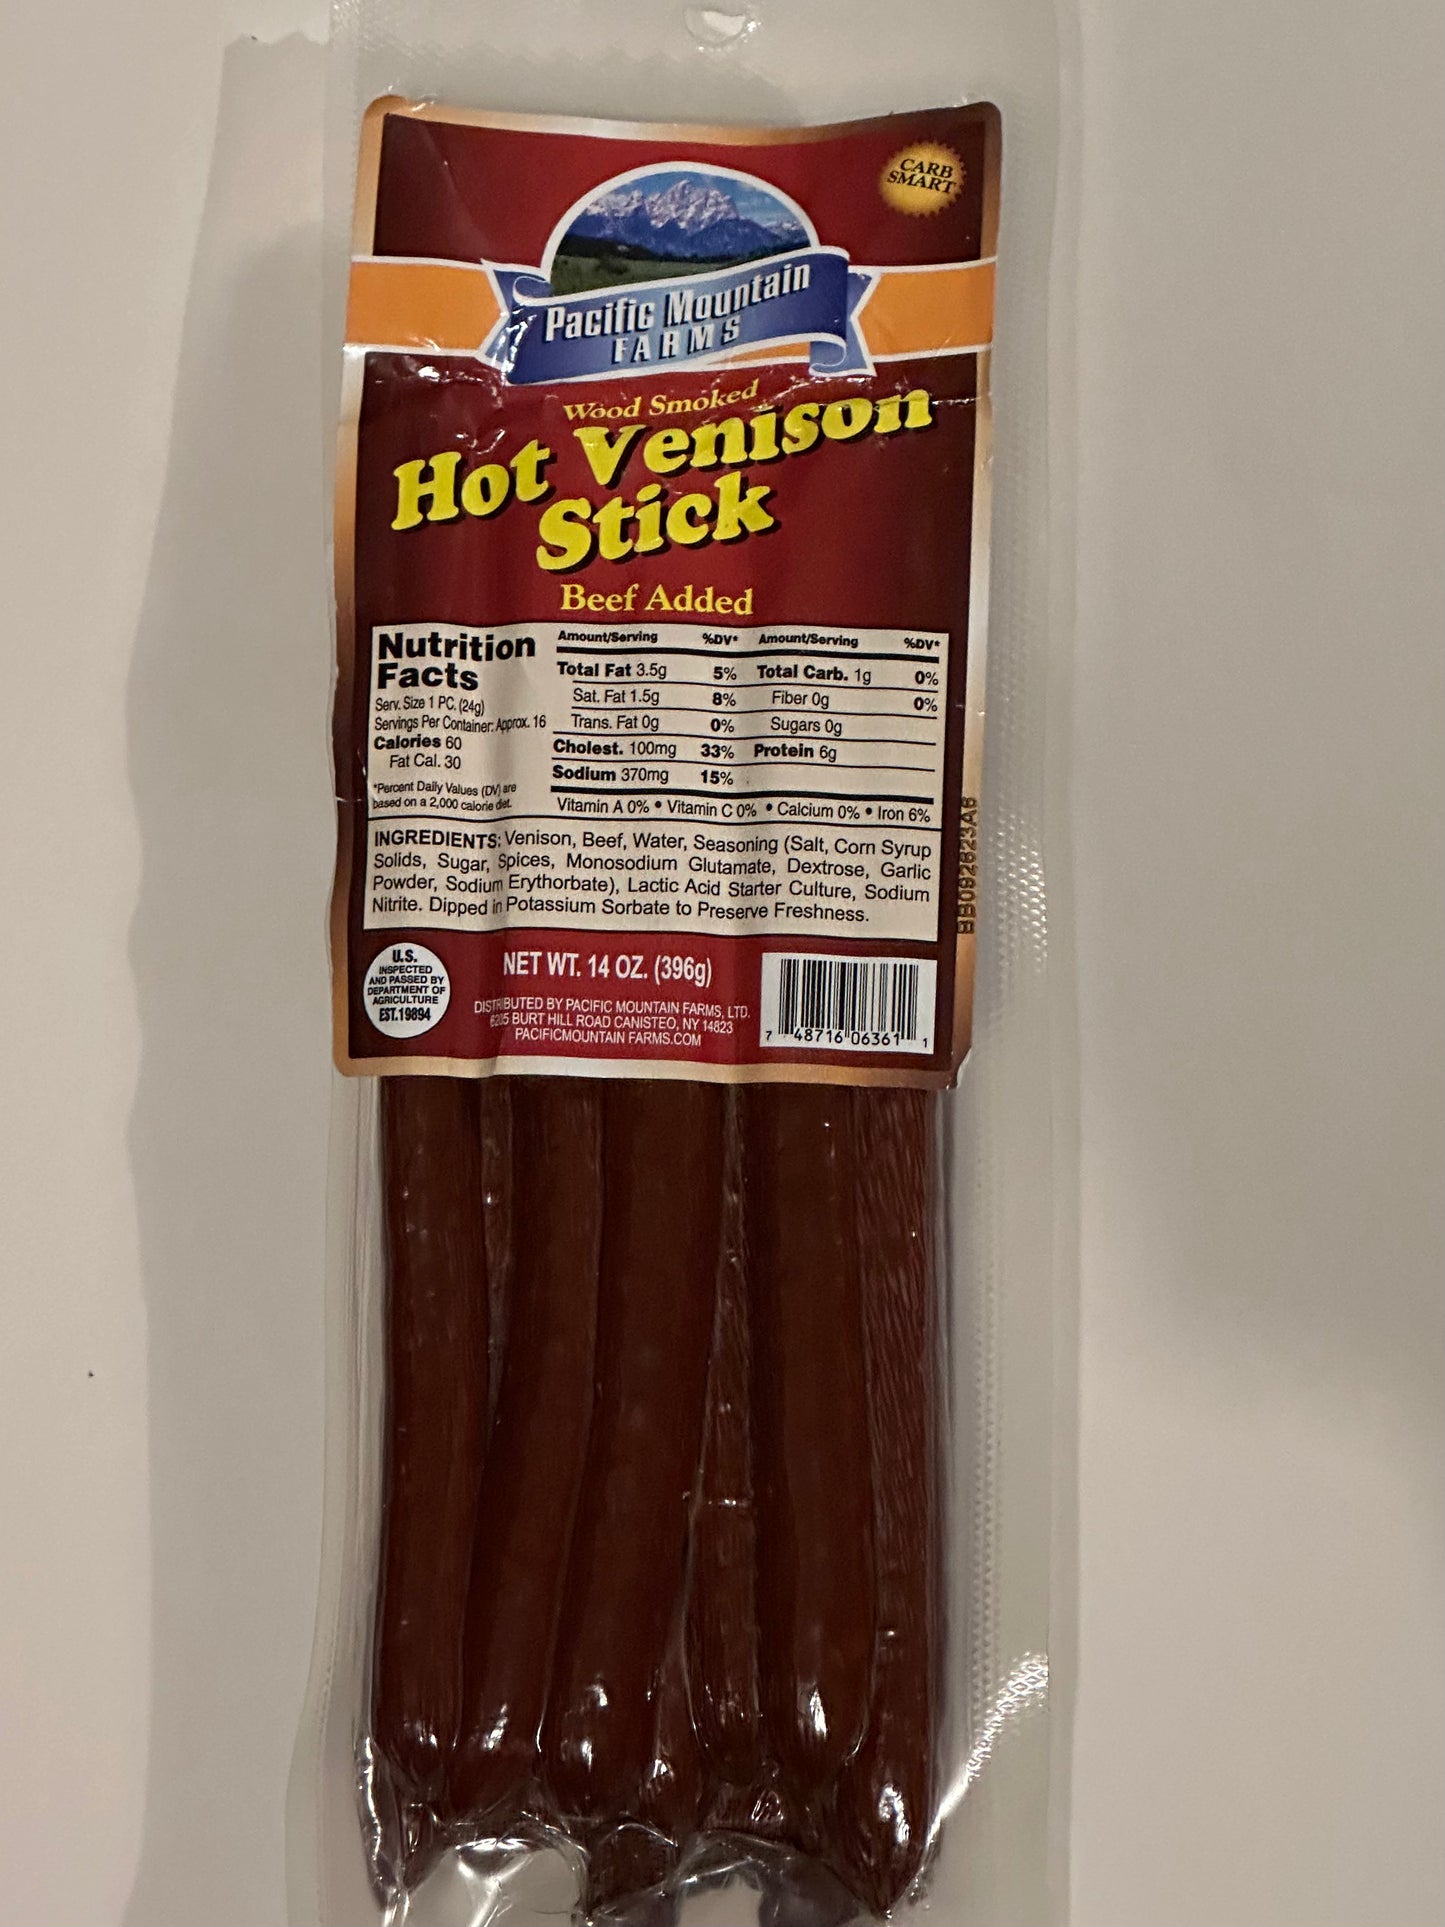 CARB
SMART
Pacific Mountain
FARMS
Wood Smoked
Hot Venison
Stick
Beef Added
Nutrition
Facts
Serv. Size 1 PC. (24g)
Servings Per Container: Approx. 16
Calories 60
Fat Cal. 30
*Percent Daily Values (DV) are
based on a 2,000 calorie diet.
Amount/Serving %DV*
Total Fat 3.5g 5%
Sat. Fat 1.5g 8%
Trans. Fat 0g 0%
Cholest. 100mg 33%
Sodium 370mg 15%
Amount/Serving %DV*
Total Carb. 1g 0%
Fiber 0g 0%
Sugars 0g
Protein 6g
Vitamin A 0% • Vitamin C 0% • Calcium 0% • Iron 6%
INGREDIENTS: Venison, Beef, Water, Seasoning (Salt, Corn Syrup
Solids, Sugar, Spices, Monosodium Glutamate, Dextrose, Garlic
Powder, Sodium Erythorbate), Lactic Acid Starter Culture, Sodium
Nitrite. Dipped in Potassium Sorbate to Preserve Freshness.
BB092823A6
U.S.
INSPECTED
AND PASSED BY
DEPARTMENT OF
AGRICULTURE
EST.19894
NET WT. 14 OZ. (396g)
DISTRIBUTED BY PACIFIC MOUNTAIN FARMS, LTD.
BURT HILL ROAD CANISTEO, NY 14823
PACIFICMOUNTAIN FARMS.COM
7 48716 06361 1